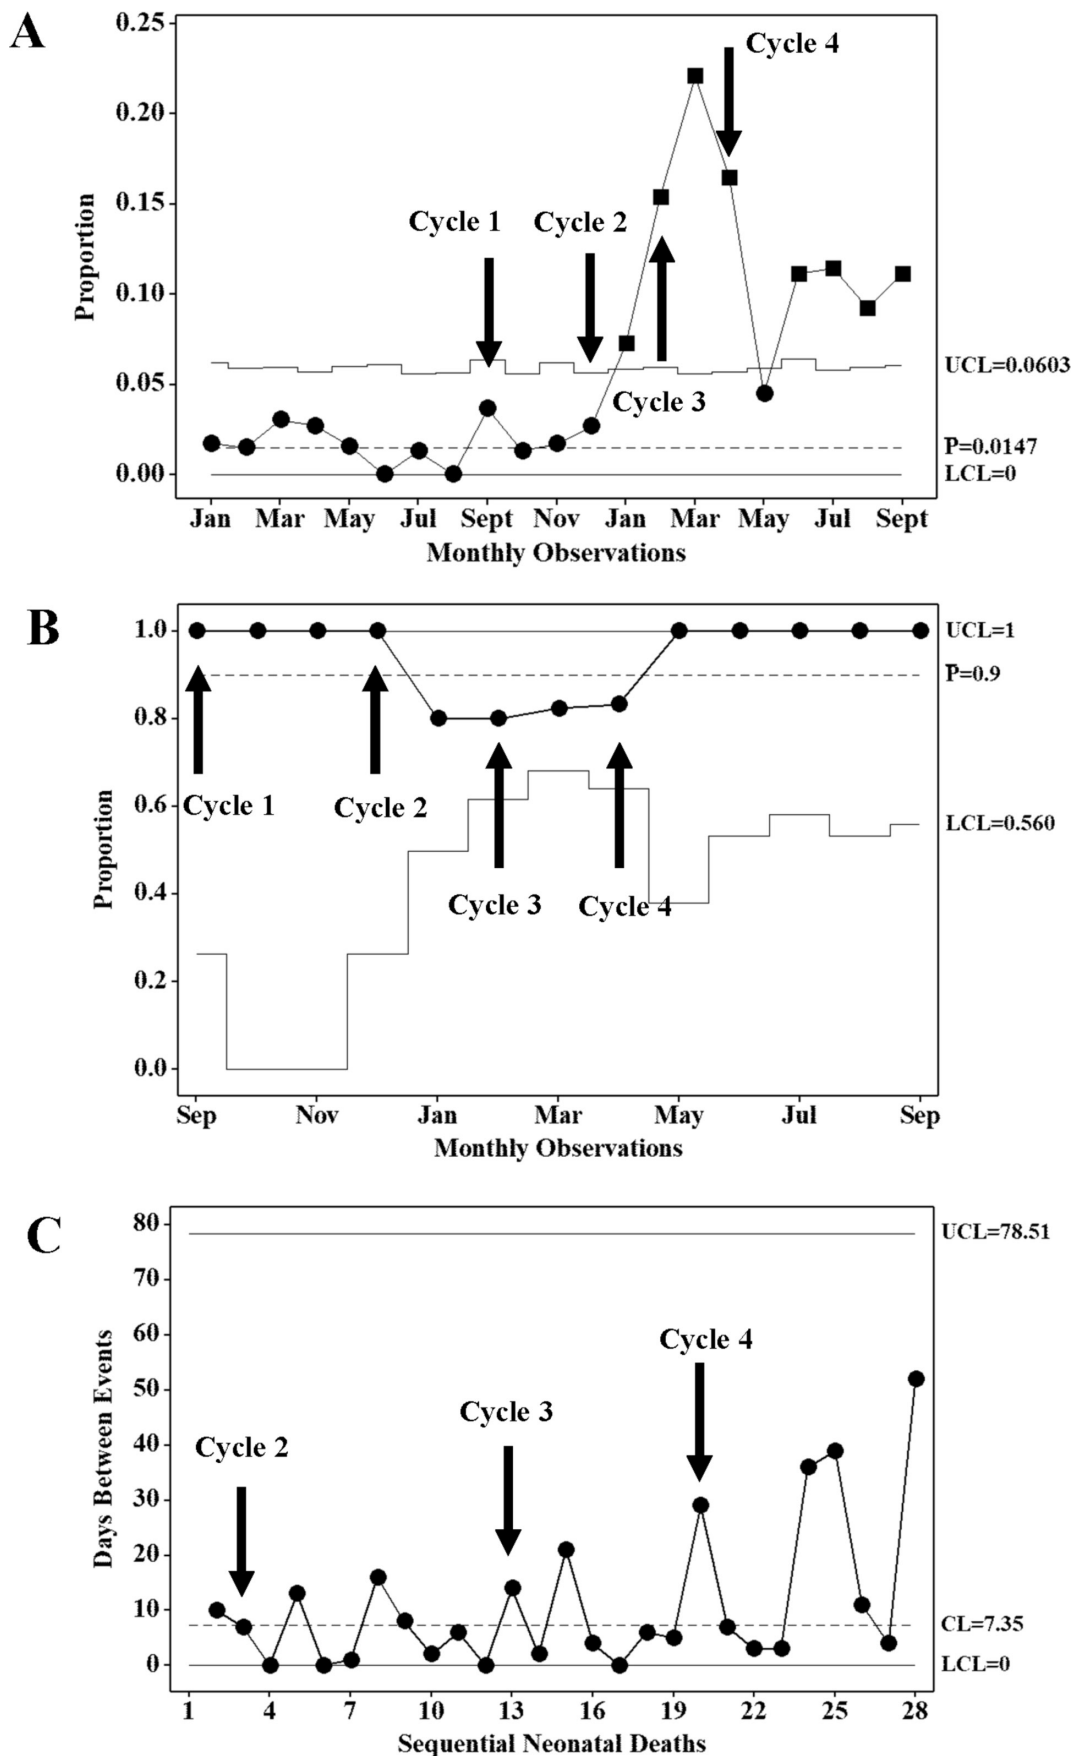 A
0.25
0.20
0.15
0.10
0.05
0.00
Proportion
Cycle 4
Cycle 1
Cycle 2
Cycle 3
UCL=0.0603
P̅=0.0147
LCL=0
Jan Mar May Jul Sept Nov Jan Mar May Jul Sept
Monthly Observations
B
1.0
0.8
0.6
0.4
0.2
0.0
Proportion
UCL=1
P̅=0.9
LCL=0.560
Cycle 1
Cycle 2
Cycle 3
Cycle 4
Sep Nov Jan Mar May Jul Sep
Monthly Observations
C
80
70
60
50
40
30
20
10
0
Days Between Events
UCL=78.51
Cycle 4
Cycle 3
Cycle 2
CL=7.35
LCL=0
1 4 7 10 13 16 19 22 25 28
Sequential Neonatal Deaths